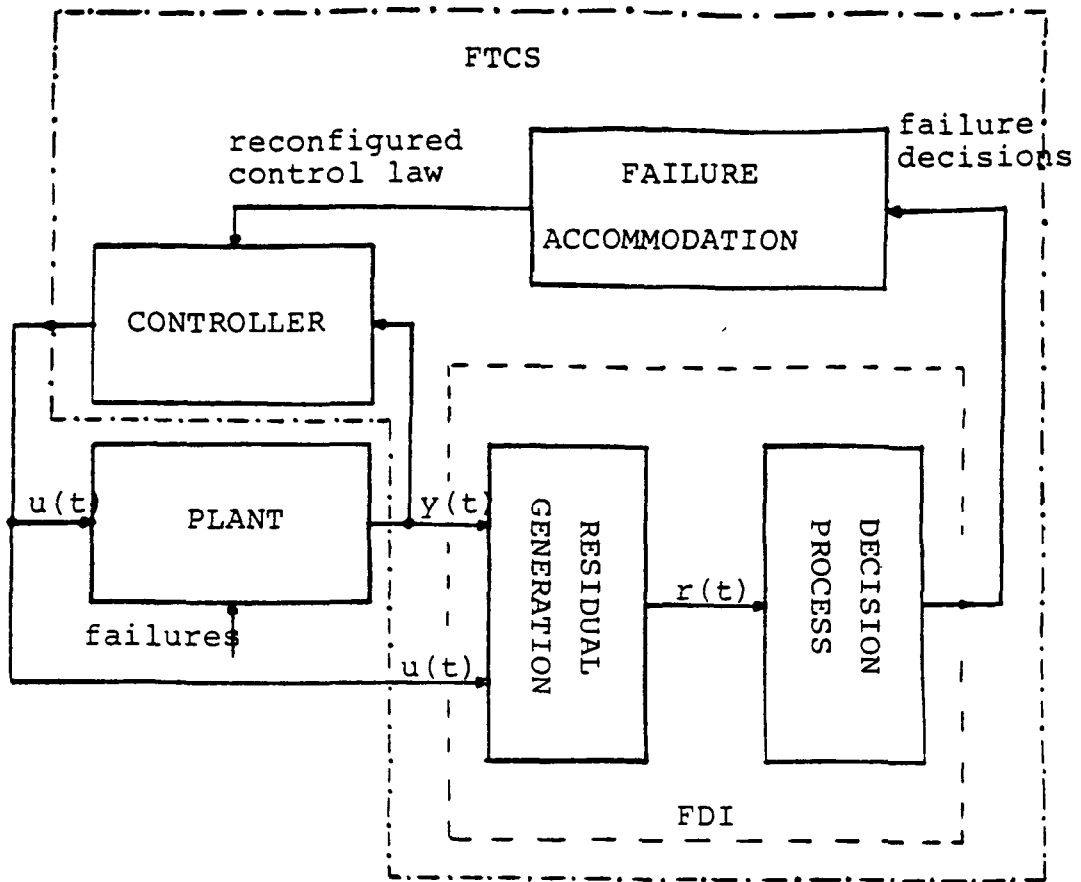 FTCS
reconfigured
control law
failure
decisions
FAILURE
ACCOMMODATION
CONTROLLER
u(t)
PLANT
y(t)
failures
u(t)
RESIDUAL
GENERATION
r(t)
DECISION
PROCESS
FDI